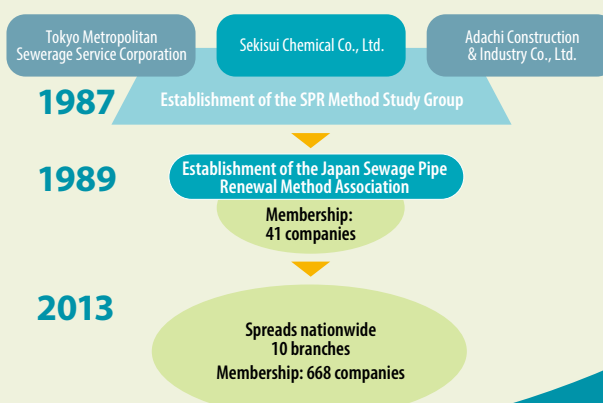 Tokyo Metropolitan
Sewerage Service Corporation
Sekisui Chemical Co., Ltd.
Adachi Construction
& Industry Co., Ltd.
1987
Establishment of the SPR Method Study Group
1989
Establishment of the Japan Sewage Pipe
Renewal Method Association
Membership:
41 companies
2013
Spreads nationwide
10 branches
Membership: 668 companies